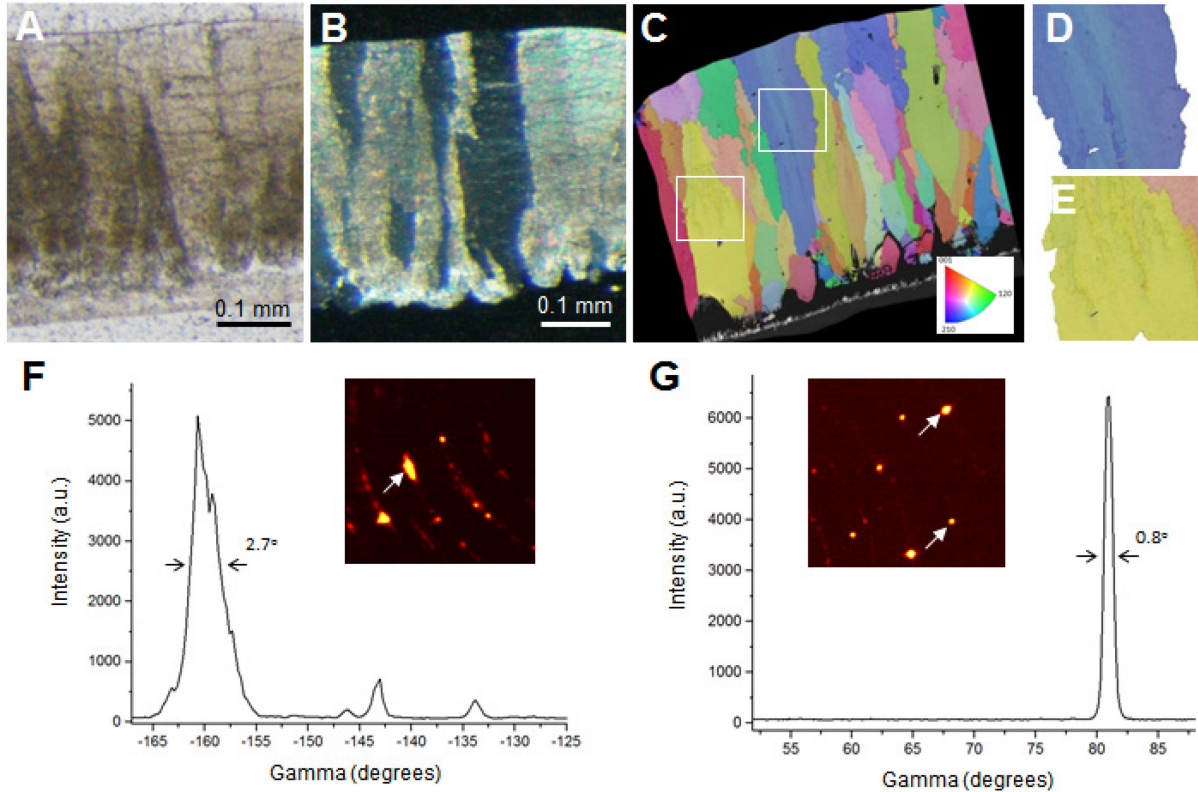 A
B
C
D
E
0.1 mm
0.1 mm
001
120
210
F
G
5000
4000
3000
2000
1000
0
Intensity (a.u.)
2.7°
-165
-160
-155
-150
-145
-140
-135
-130
-125
Gamma (degrees)
6000
5000
4000
3000
2000
1000
0
Intensity (a.u.)
0.8°
55
60
65
70
75
80
85
Gamma (degrees)